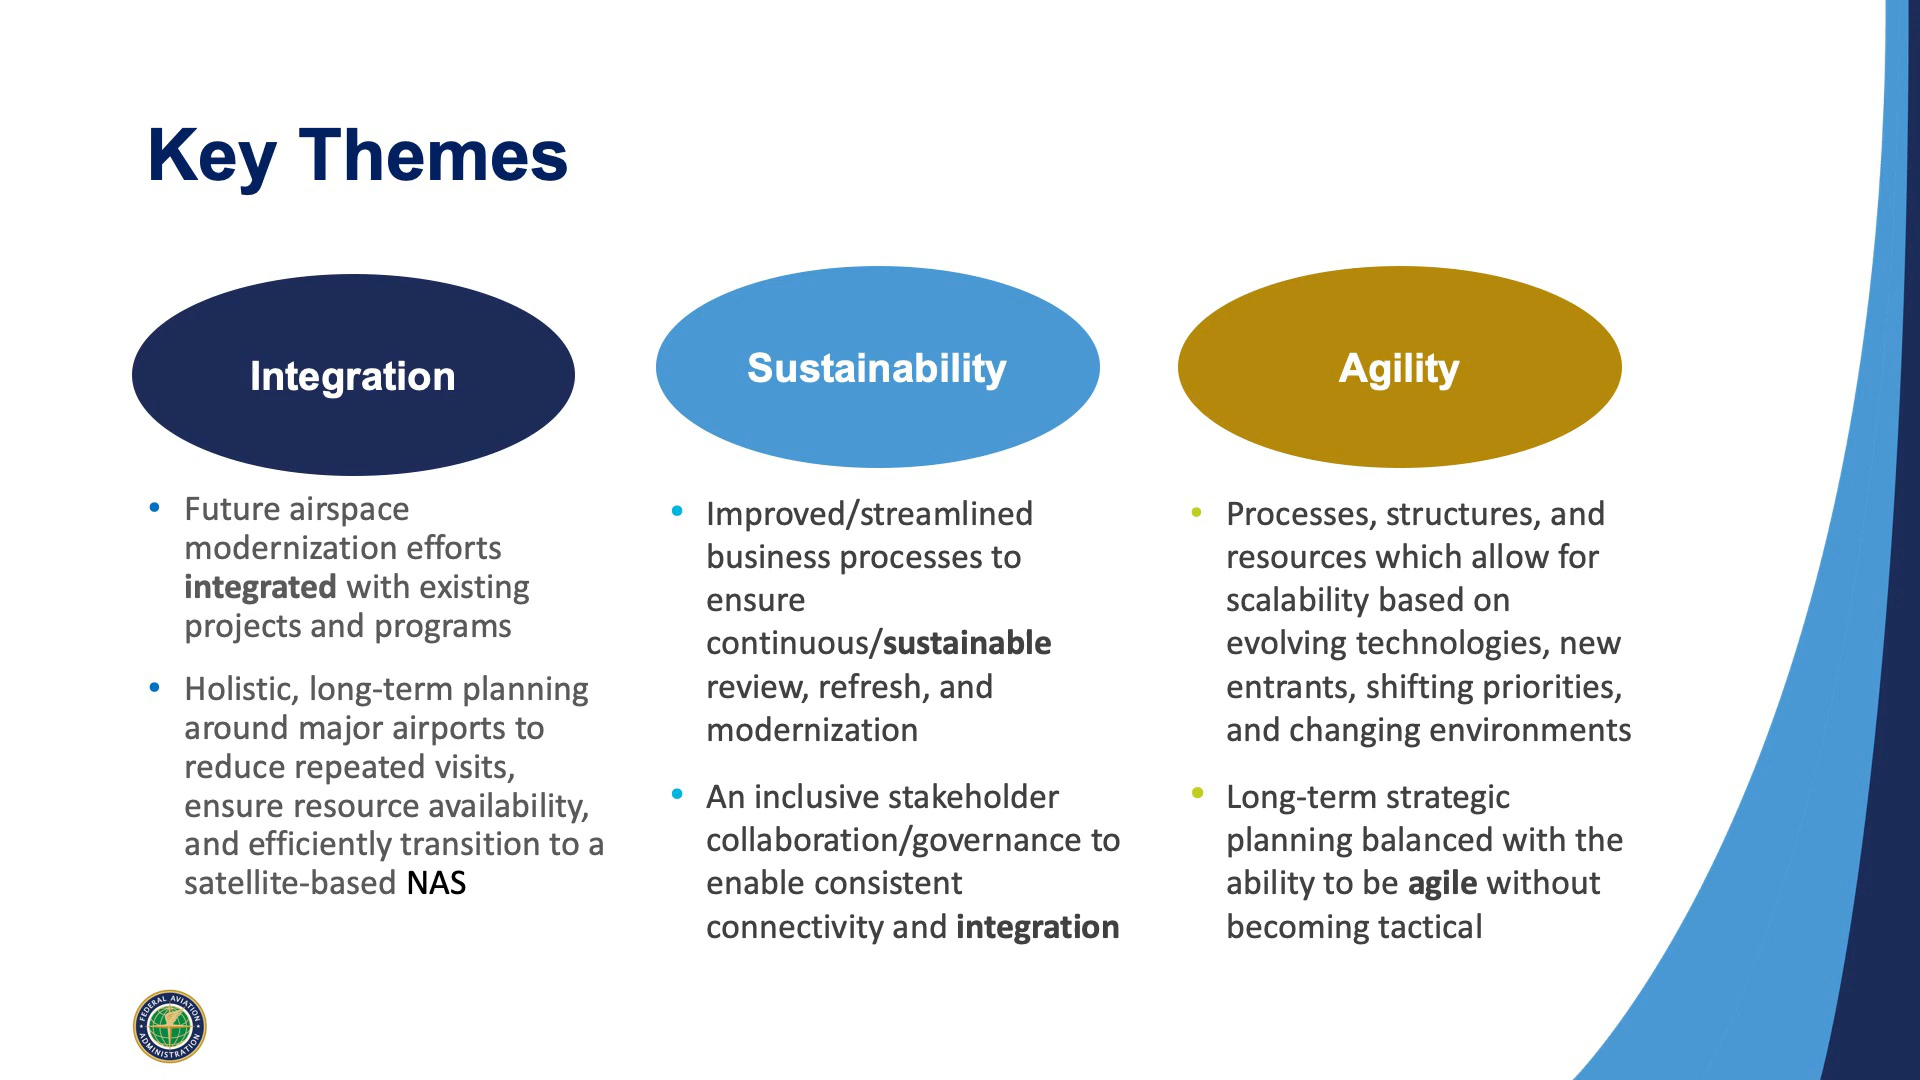 Key Themes
Integration
• Future airspace
modernization efforts
integrated with existing
projects and programs
• Holistic, long-term planning
around major airports to
reduce repeated visits,
ensure resource availability,
and efficiently transition to a
satellite-based NAS
Sustainability
• Improved/streamlined
business processes to
ensure
continuous/sustainable
review, refresh, and
modernization
• An inclusive stakeholder
collaboration/governance to
enable consistent
connectivity and integration
Agility
• Processes, structures, and
resources which allow for
scalability based on
evolving technologies, new
entrants, shifting priorities,
and changing environments
• Long-term strategic
planning balanced with the
ability to be agile without
becoming tactical
FEDERAL AVIATION
ADMINISTRATION